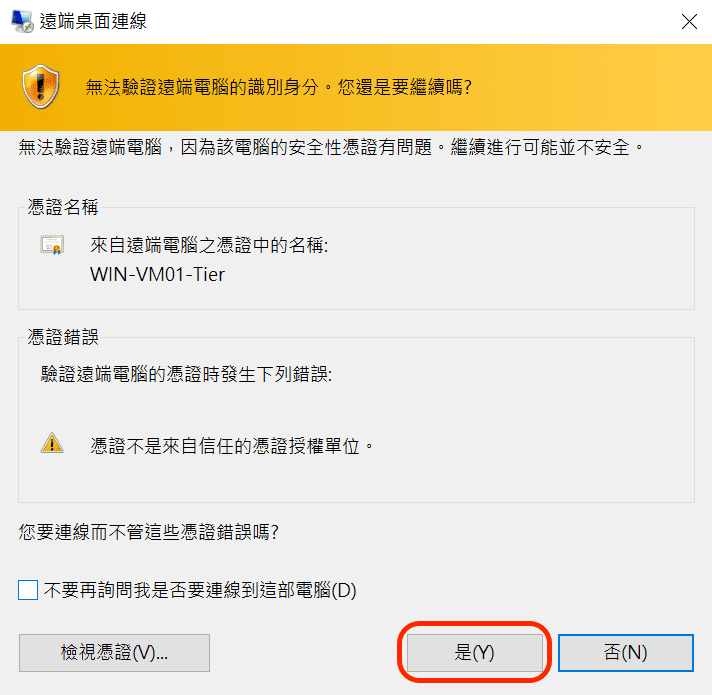 遠端桌面連線
無法驗證遠端電腦的識別身分。您還是要繼續嗎?
無法驗證遠端電腦，因為該電腦的安全性憑證有問題。繼續進行可能並不安全。
憑證名稱
來自遠端電腦之憑證中的名稱:
WIN-VM01-Tier
憑證錯誤
驗證遠端電腦的憑證時發生下列錯誤:
憑證不是來自信任的憑證授權單位。
您要連線而不管這些憑證錯誤嗎?
不要再詢問我是否要連線到這部電腦(D)
檢視憑證(V)... 是(Y) 否(N)